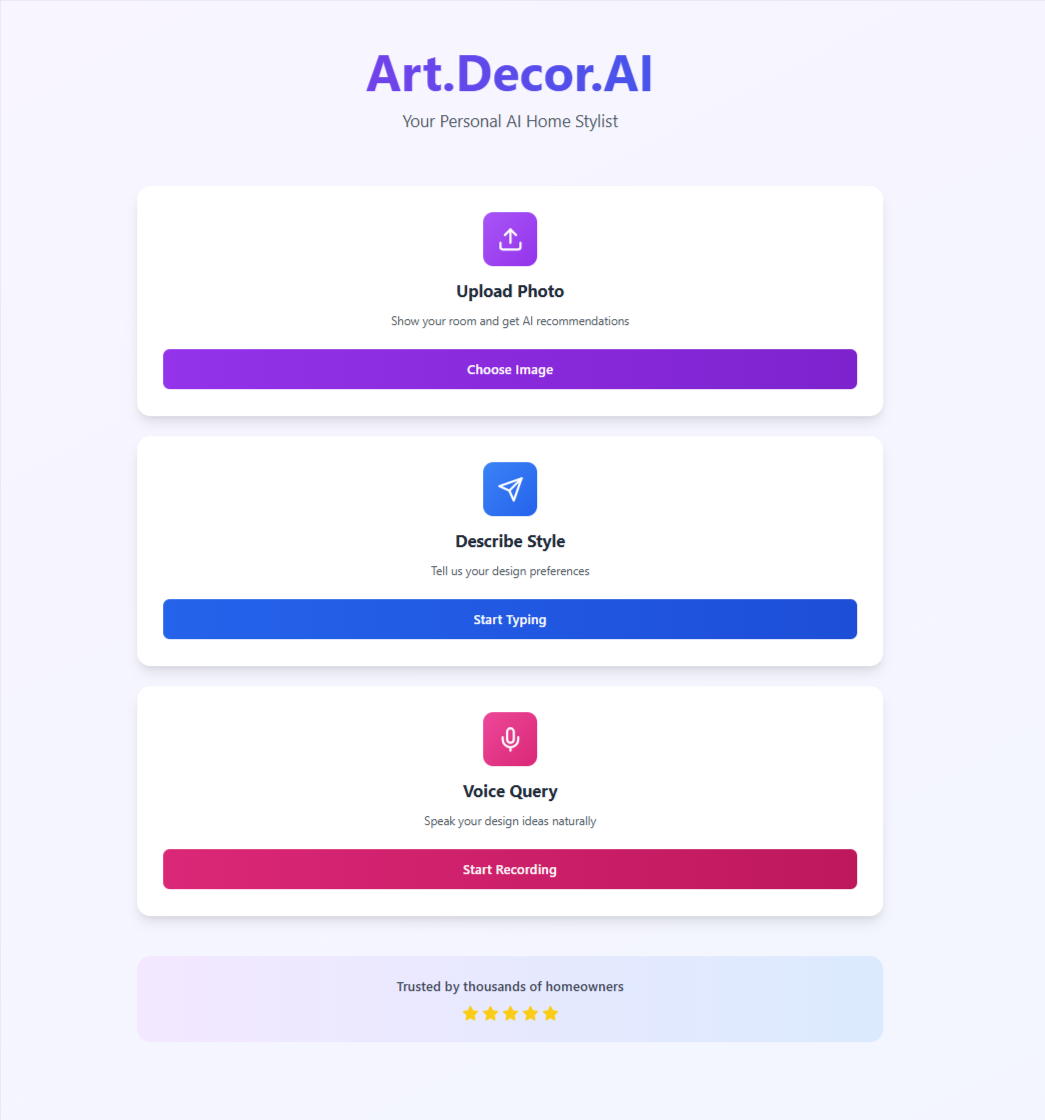 Art.Decor.AI
Your Personal AI Home Stylist
Upload Photo
Show your room and get AI recommendations
Choose Image
Describe Style
Tell us your design preferences
Start Typing
Voice Query
Speak your design ideas naturally
Start Recording
Trusted by thousands of homeowners